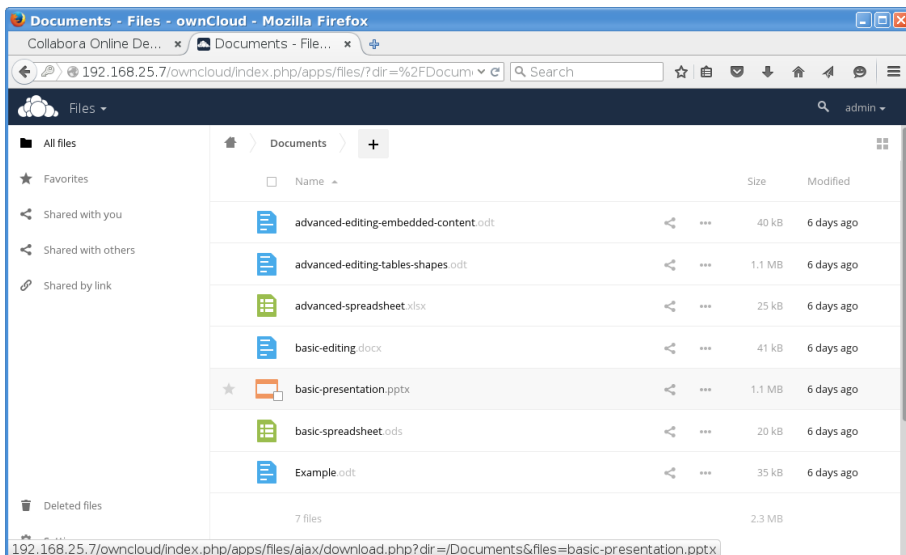 Documents - Files - ownCloud - Mozilla Firefox
Collabora Online De... × Documents - File... ×
192.168.25.7/owncloud/index.php/apps/files/?dir=%2FDocum Search
Files admin
All files
Favorites
Shared with you
Shared with others
Shared by link
Deleted files
Documents +
Name Size Modified
advanced-editing-embedded-content.odt 40 kB 6 days ago
advanced-editing-tables-shapes.odt 1.1 MB 6 days ago
advanced-spreadsheet.xlsx 25 kB 6 days ago
basic-editing.docx 41 kB 6 days ago
basic-presentation.pptx 1.1 MB 6 days ago
basic-spreadsheet.ods 20 kB 6 days ago
Example.odt 35 kB 6 days ago
7 files 2.3 MB
192.168.25.7/owncloud/index.php/apps/files/ajax/download.php?dir=/Documents&files=basic-presentation.pptx